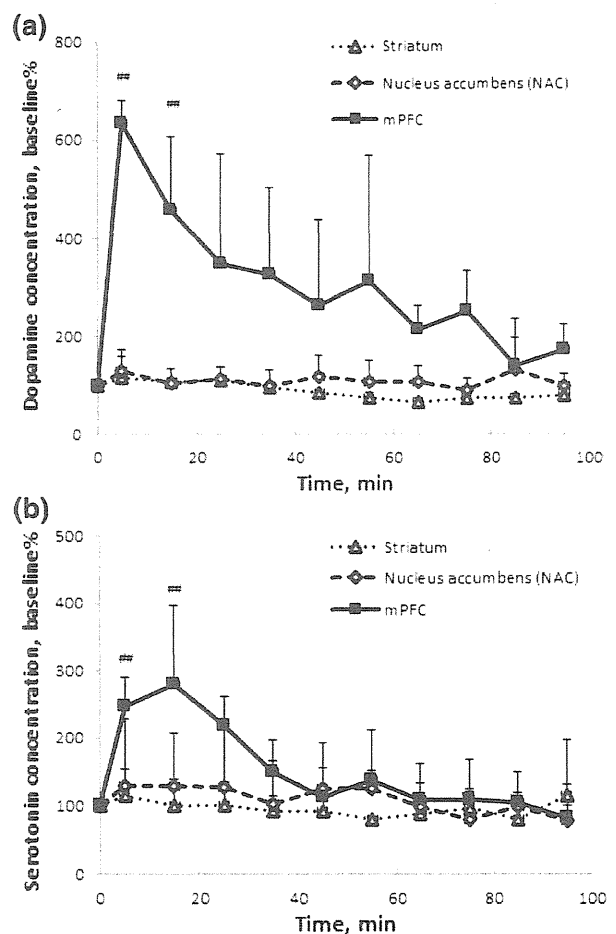 (a)
800
600
400
200
0
Dopamine concentration, baseline%
Striatum
Nucleus accumbens (NAC)
mPFC
##
##
0 20 40 60 80 100
Time, min
(b)
500
400
300
200
100
0
Serotonin concentration, baseline%
Striatum
Nucleus accumbens (NAC)
mPFC
##
##
0 20 40 60 80 100
Time, min